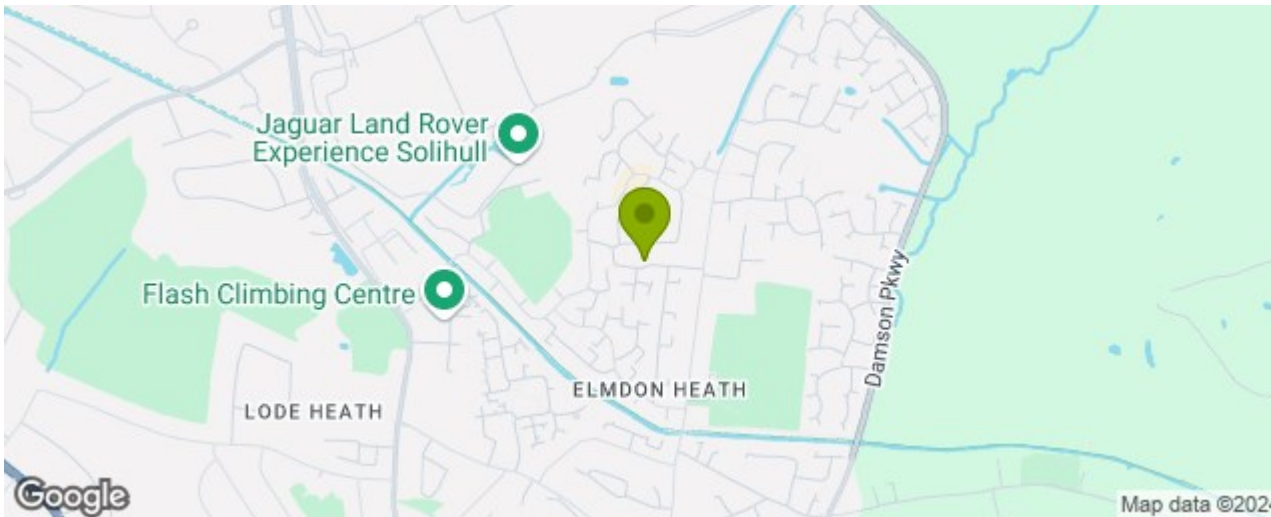 Jaguar Land Rover
Experience Solihull
Flash Climbing Centre
Damson Pkwy
ELMDON HEATH
LODE HEATH
Google
Map data ©2024